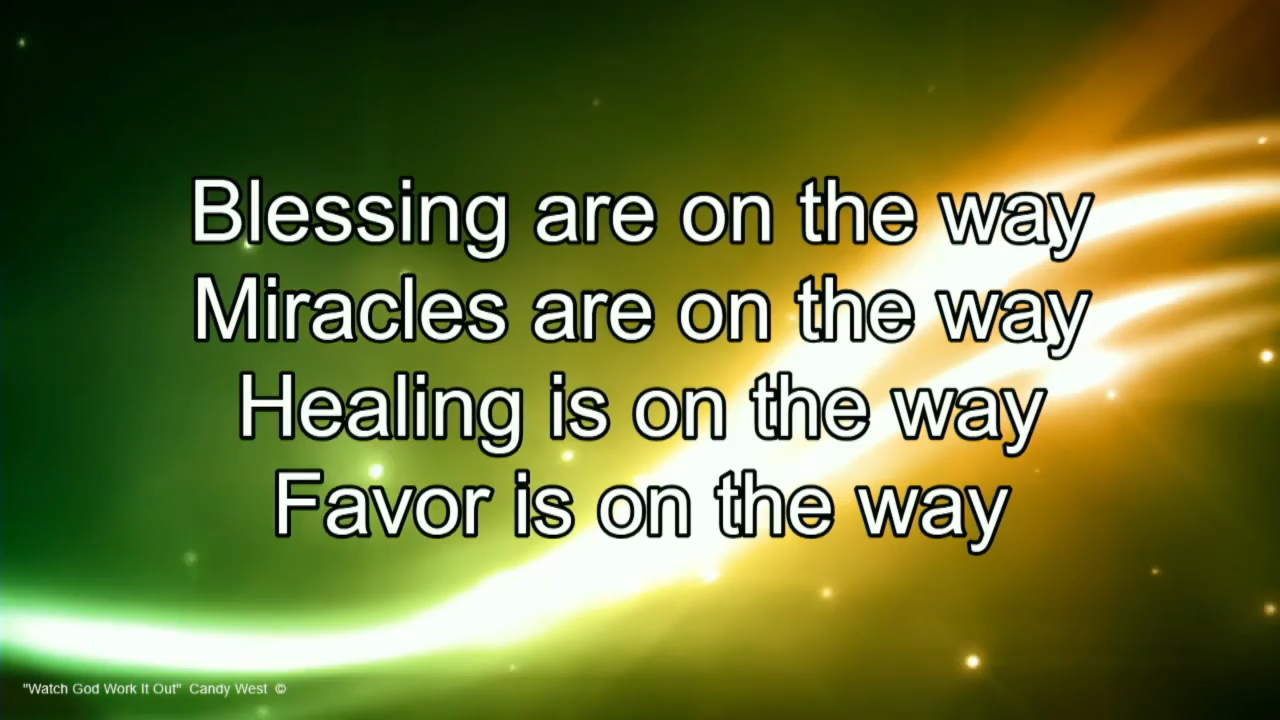 Blessing are on the way
Miracles are on the way
Healing is on the way
Favor is on the way
"Watch God Work It Out" Candy West ©